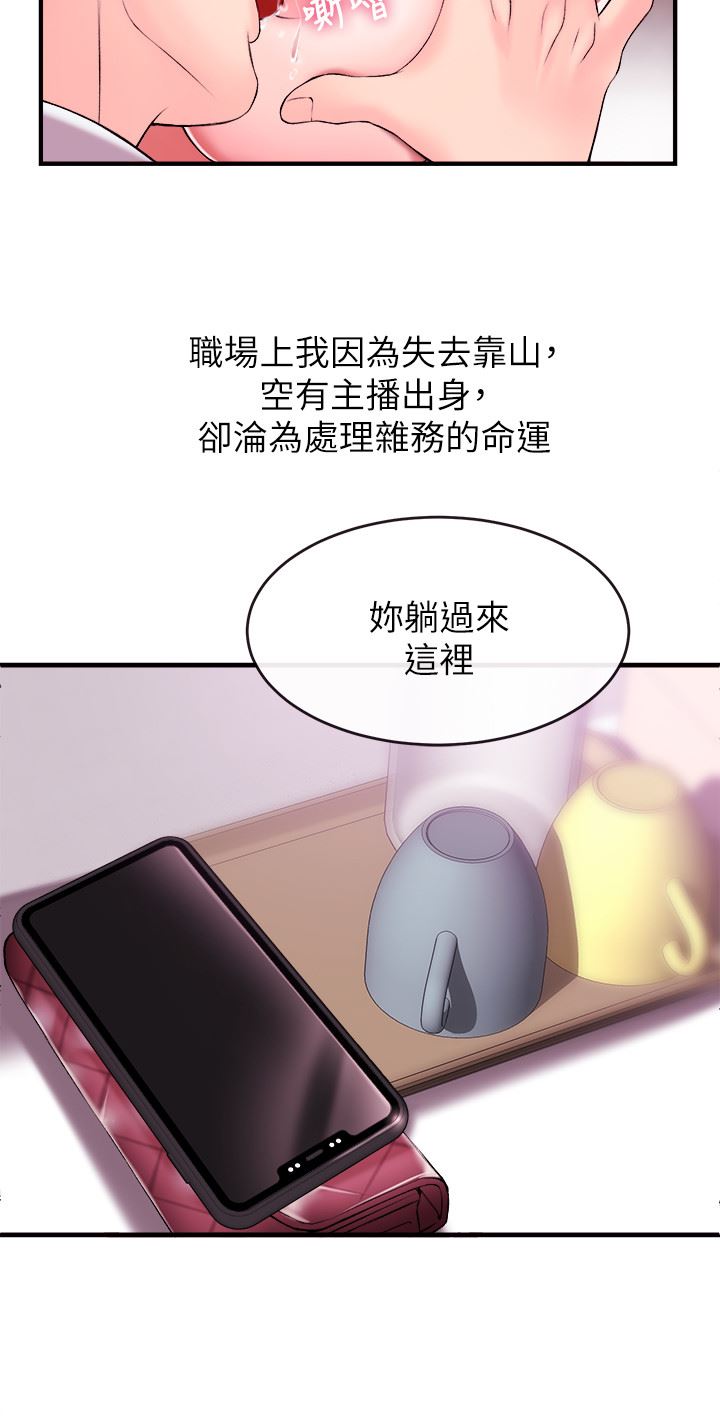 職場上我因為失去靠山，
空有主播出身，
卻淪為處理雜務的命運
妳躺過來
這裡